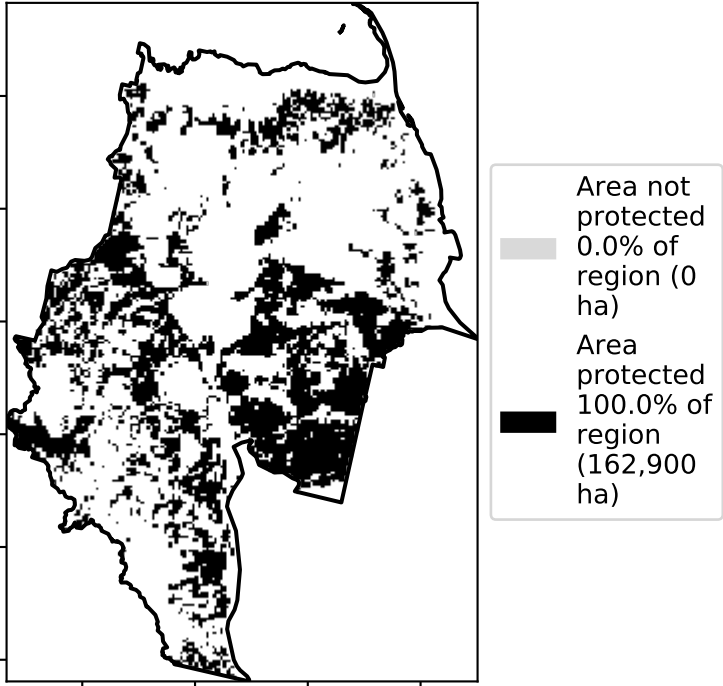 Area not
protected
0.0% of
region (0
ha)
Area
protected
100.0% of
region
(162,900
ha)